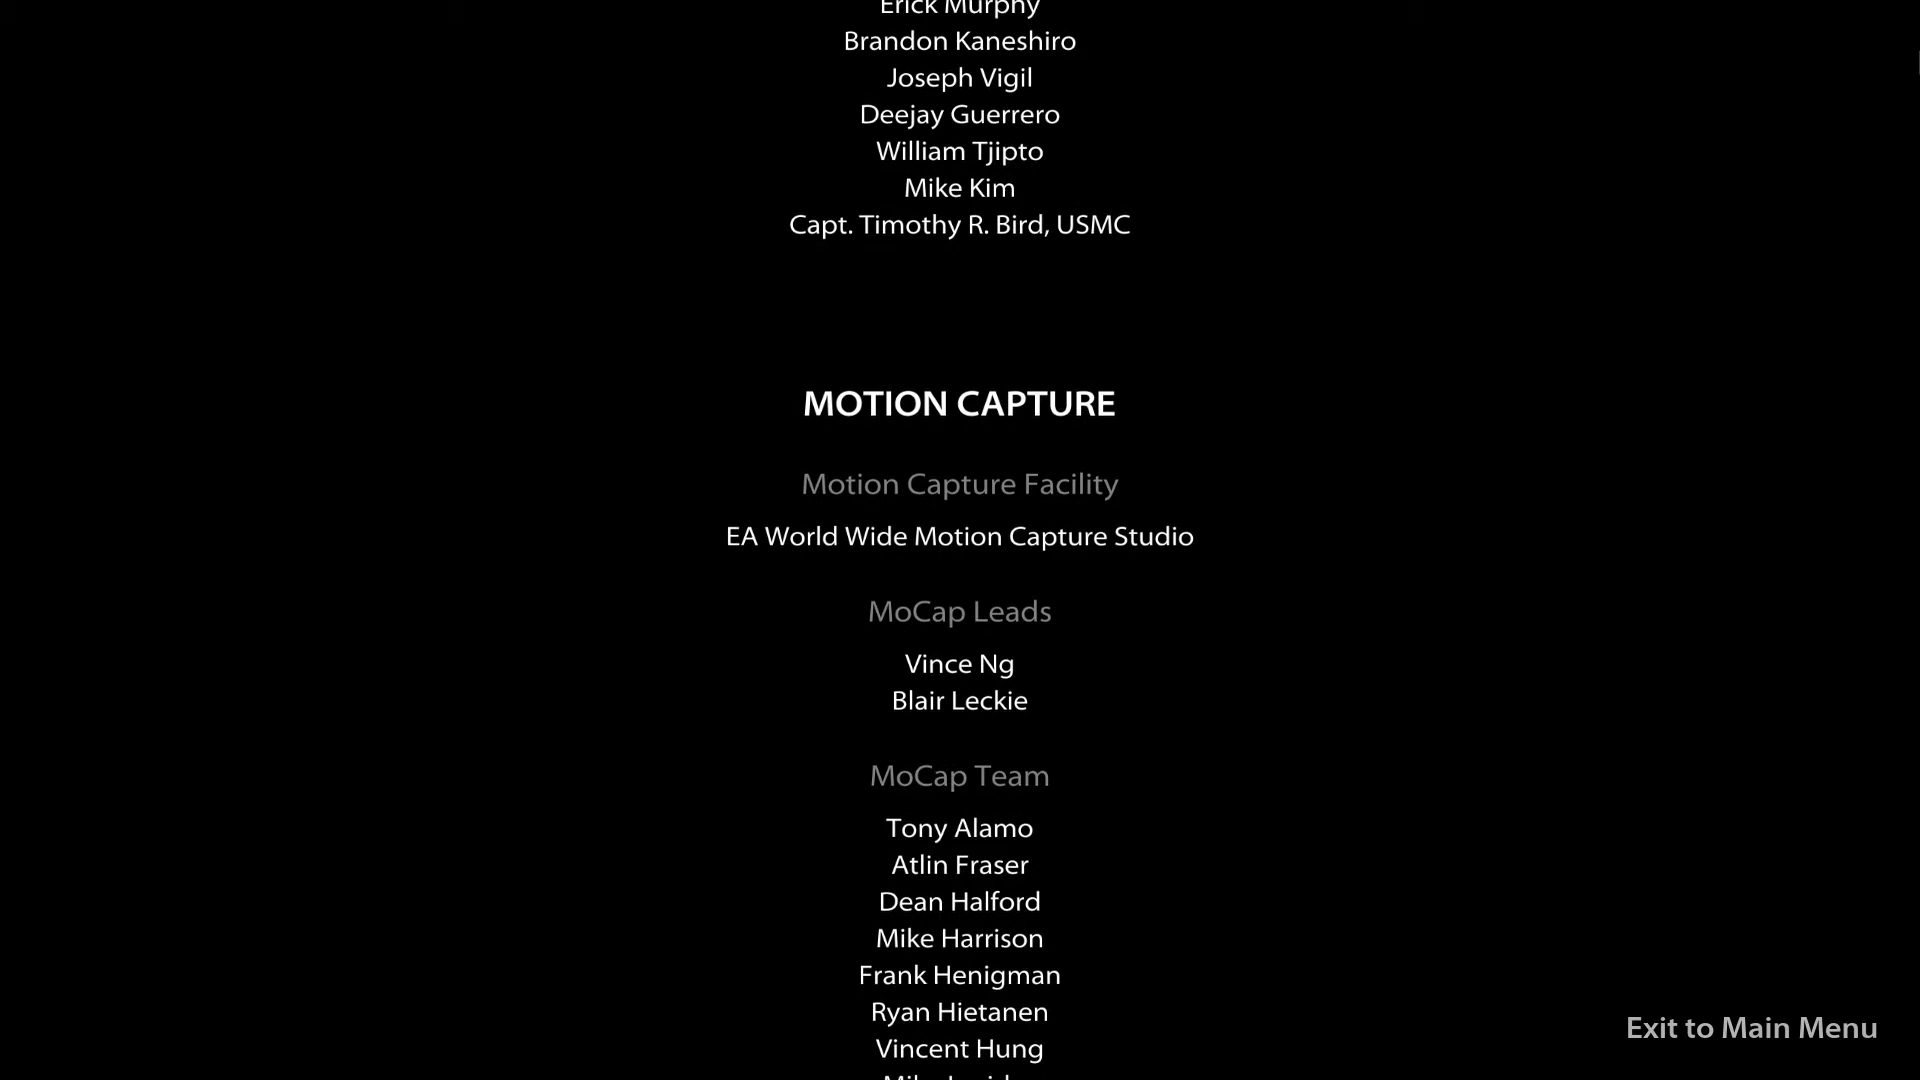 Erick Murphy
Brandon Kaneshiro
Joseph Vigil
Deejay Guerrero
William Tjipto
Mike Kim
Capt. Timothy R. Bird, USMC
MOTION CAPTURE
Motion Capture Facility
EA World Wide Motion Capture Studio
MoCap Leads
Vince Ng
Blair Leckie
MoCap Team
Tony Alamo
Atlin Fraser
Dean Halford
Mike Harrison
Frank Henigman
Ryan Hietanen
Vincent Hung
Exit to Main Menu